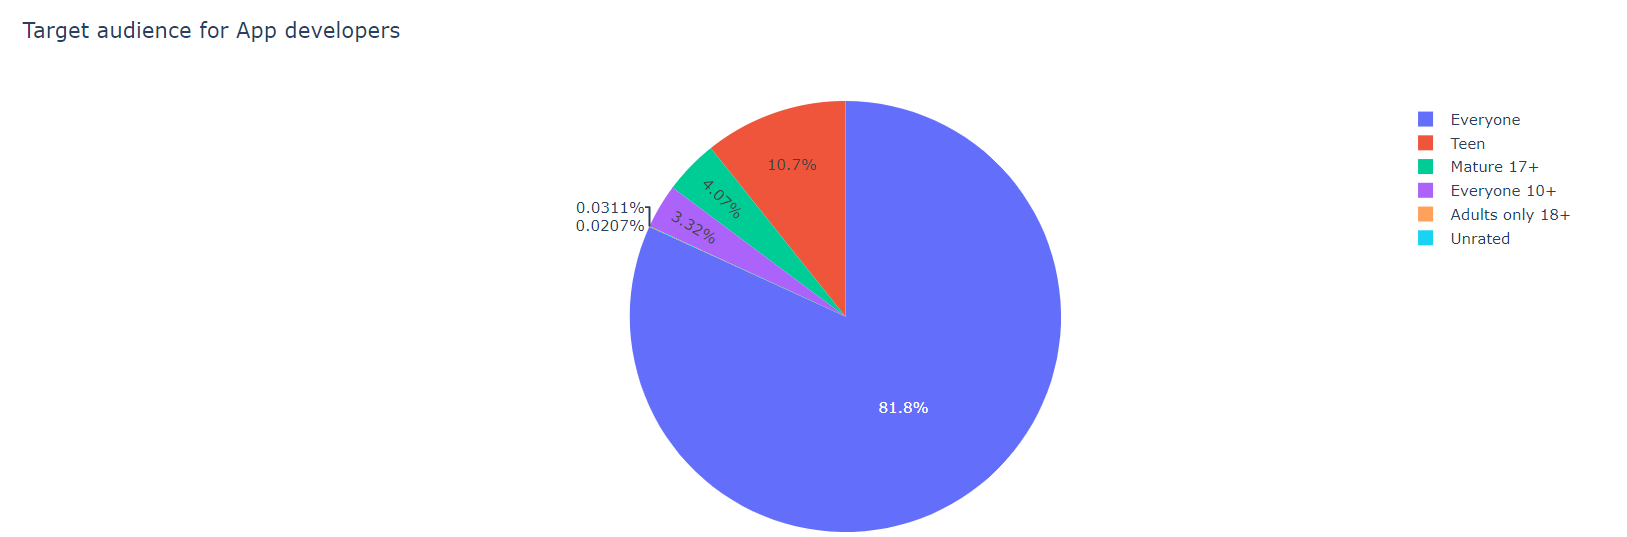 Target audience for App developers
10.7%
4.07%
3.32%
0.0311%
0.0207%
81.8%
Everyone
Teen
Mature 17+
Everyone 10+
Adults only 18+
Unrated